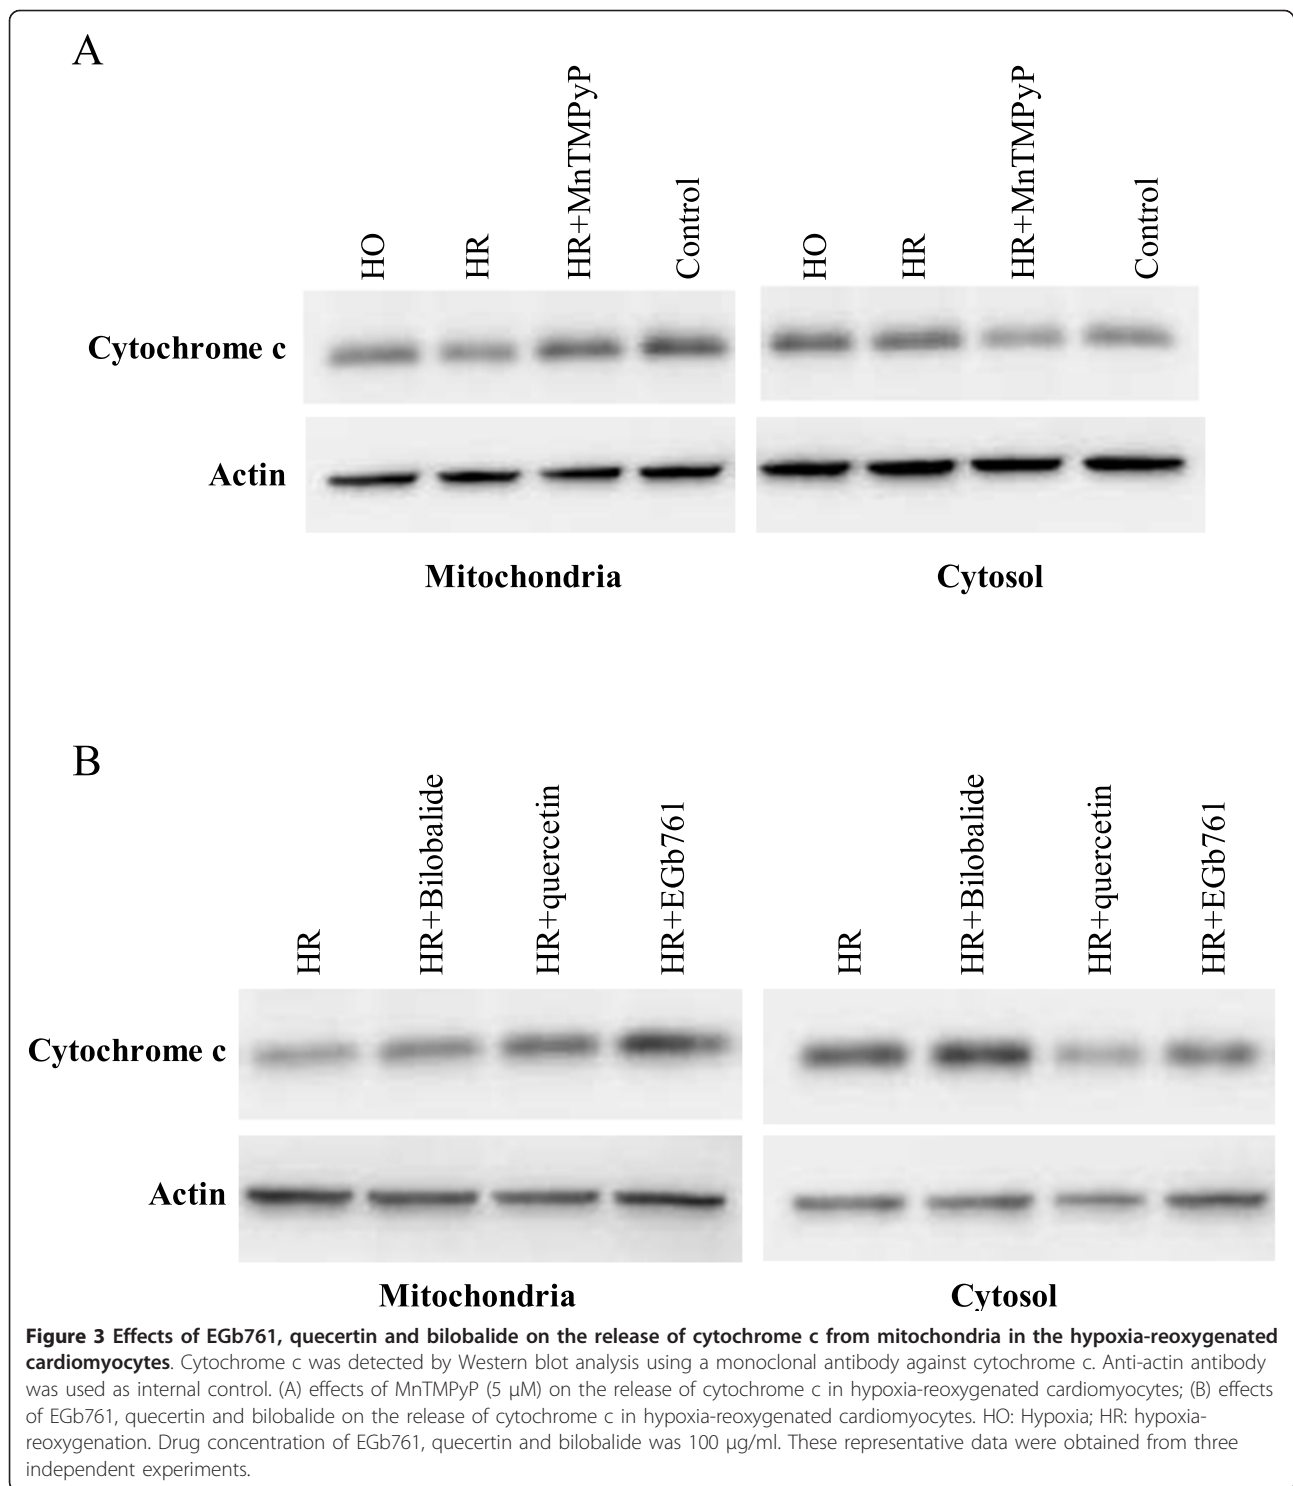 A
HO
HR
HR+MnTMPyP
Control
HO
HR
HR+MnTMPyP
Control
Cytochrome c
Actin
Mitochondria
Cytosol
B
HR
HR+Bilobalide
HR+quercetin
HR+EGb761
HR
HR+Bilobalide
HR+quercetin
HR+EGb761
Cytochrome c
Actin
Mitochondria
Cytosol
Figure 3 Effects of EGb761, quecertin and bilobalide on the release of cytochrome c from mitochondria in the hypoxia-reoxygenated
cardiomyocytes. Cytochrome c was detected by Western blot analysis using a monoclonal antibody against cytochrome c. Anti-actin antibody
was used as internal control. (A) effects of MnTMPyP (5 μM) on the release of cytochrome c in hypoxia-reoxygenated cardiomyocytes; (B) effects
of EGb761, quecertin and bilobalide on the release of cytochrome c in hypoxia-reoxygenated cardiomyocytes. HO: Hypoxia; HR: hypoxia-
reoxygenation. Drug concentration of EGb761, quecertin and bilobalide was 100 μg/ml. These representative data were obtained from three
independent experiments.